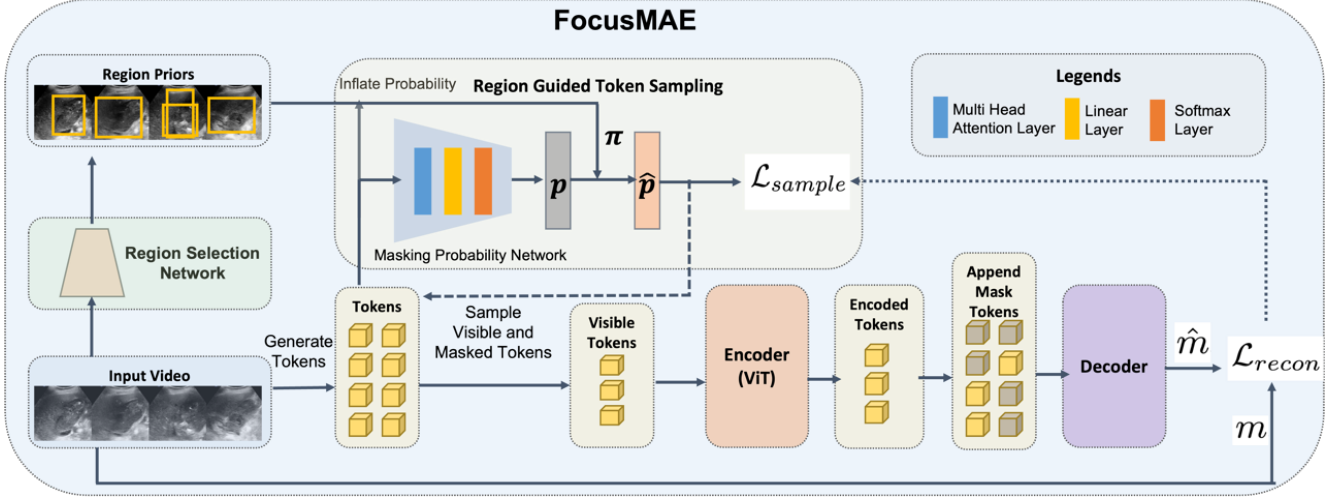 FocusMAE
Region Priors
Inflate Probability
Region Guided Token Sampling
Legends
Multi Head
Attention Layer
Linear
Layer
Softmax
Layer
π
p
p̂
ℒsample
Masking Probability Network
Region Selection
Network
Tokens
Generate
Tokens
Sample
Visible and
Masked Tokens
Visible
Tokens
Encoder
(ViT)
Encoded
Tokens
Append
Mask
Tokens
Decoder
m̂
ℒrecon
m
Input Video